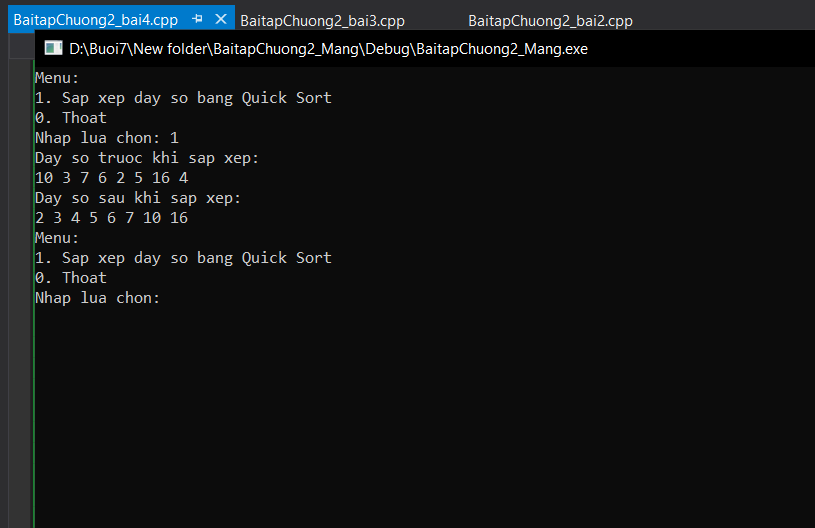 BaitapChuong2_bai4.cpp BaitapChuong2_bai3.cpp BaitapChuong2_bai2.cpp
D:\Buoi7\New folder\BaitapChuong2_Mang\Debug\BaitapChuong2_Mang.exe
Menu:
1. Sap xep day so bang Quick Sort
0. Thoat
Nhap lua chon: 1
Day so truoc khi sap xep:
10 3 7 6 2 5 16 4
Day so sau khi sap xep:
2 3 4 5 6 7 10 16
Menu:
1. Sap xep day so bang Quick Sort
0. Thoat
Nhap lua chon: